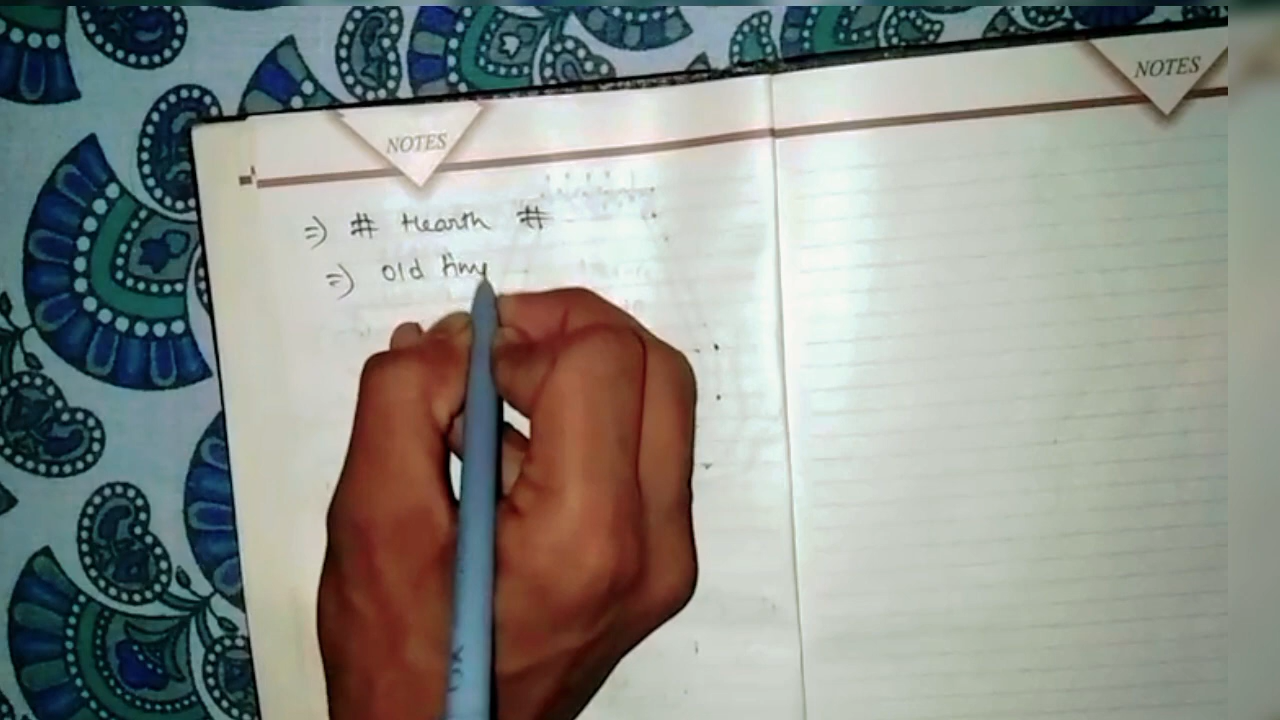 NOTES NOTES
=) # Hearth #
=) Old